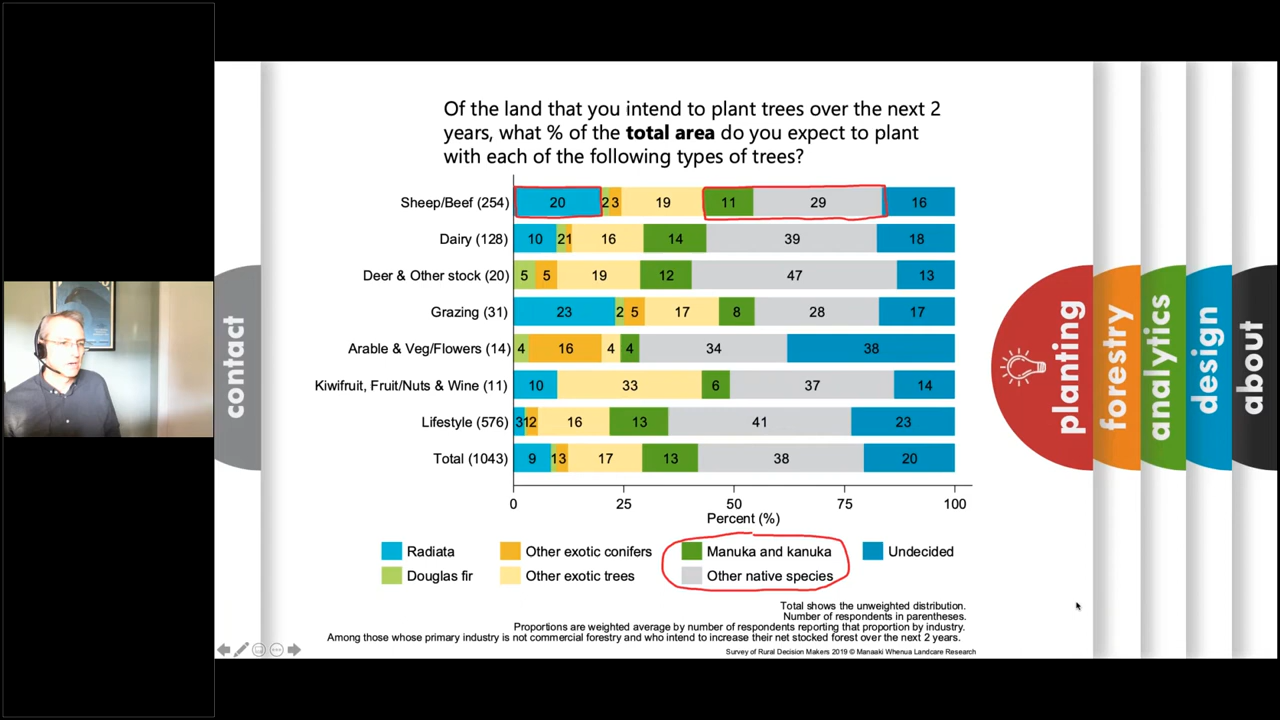 Of the land that you intend to plant trees over the next 2
years, what % of the total area do you expect to plant
with each of the following types of trees?
Sheep/Beef (254) 20 2 3 19 11 29 16
Dairy (128) 10 2 1 16 14 39 18
Deer & Other stock (20) 5 5 19 12 47 13
Grazing (31) 23 2 5 17 8 28 17
Arable & Veg/Flowers (14) 4 16 4 4 34 38
Kiwifruit, Fruit/Nuts & Wine (11) 10 33 6 37 14
Lifestyle (576) 3 1 2 16 13 41 23
Total (1043) 9 1 3 17 13 38 20
0 25 50 75 100
Percent (%)
Radiata Other exotic conifers Manuka and kanuka Undecided
Douglas fir Other exotic trees Other native species
Total shows the unweighted distribution.
Number of respondents in parentheses.
Proportions are weighted average by number of respondents reporting that proportion by industry.
Among those whose primary industry is not commercial forestry and who intend to increase their net stocked forest over the next 2 years.
Survey of Rural Decision Makers 2019 © Manaaki Whenua Landcare Research
contact
planting
forestry
analytics
design
about